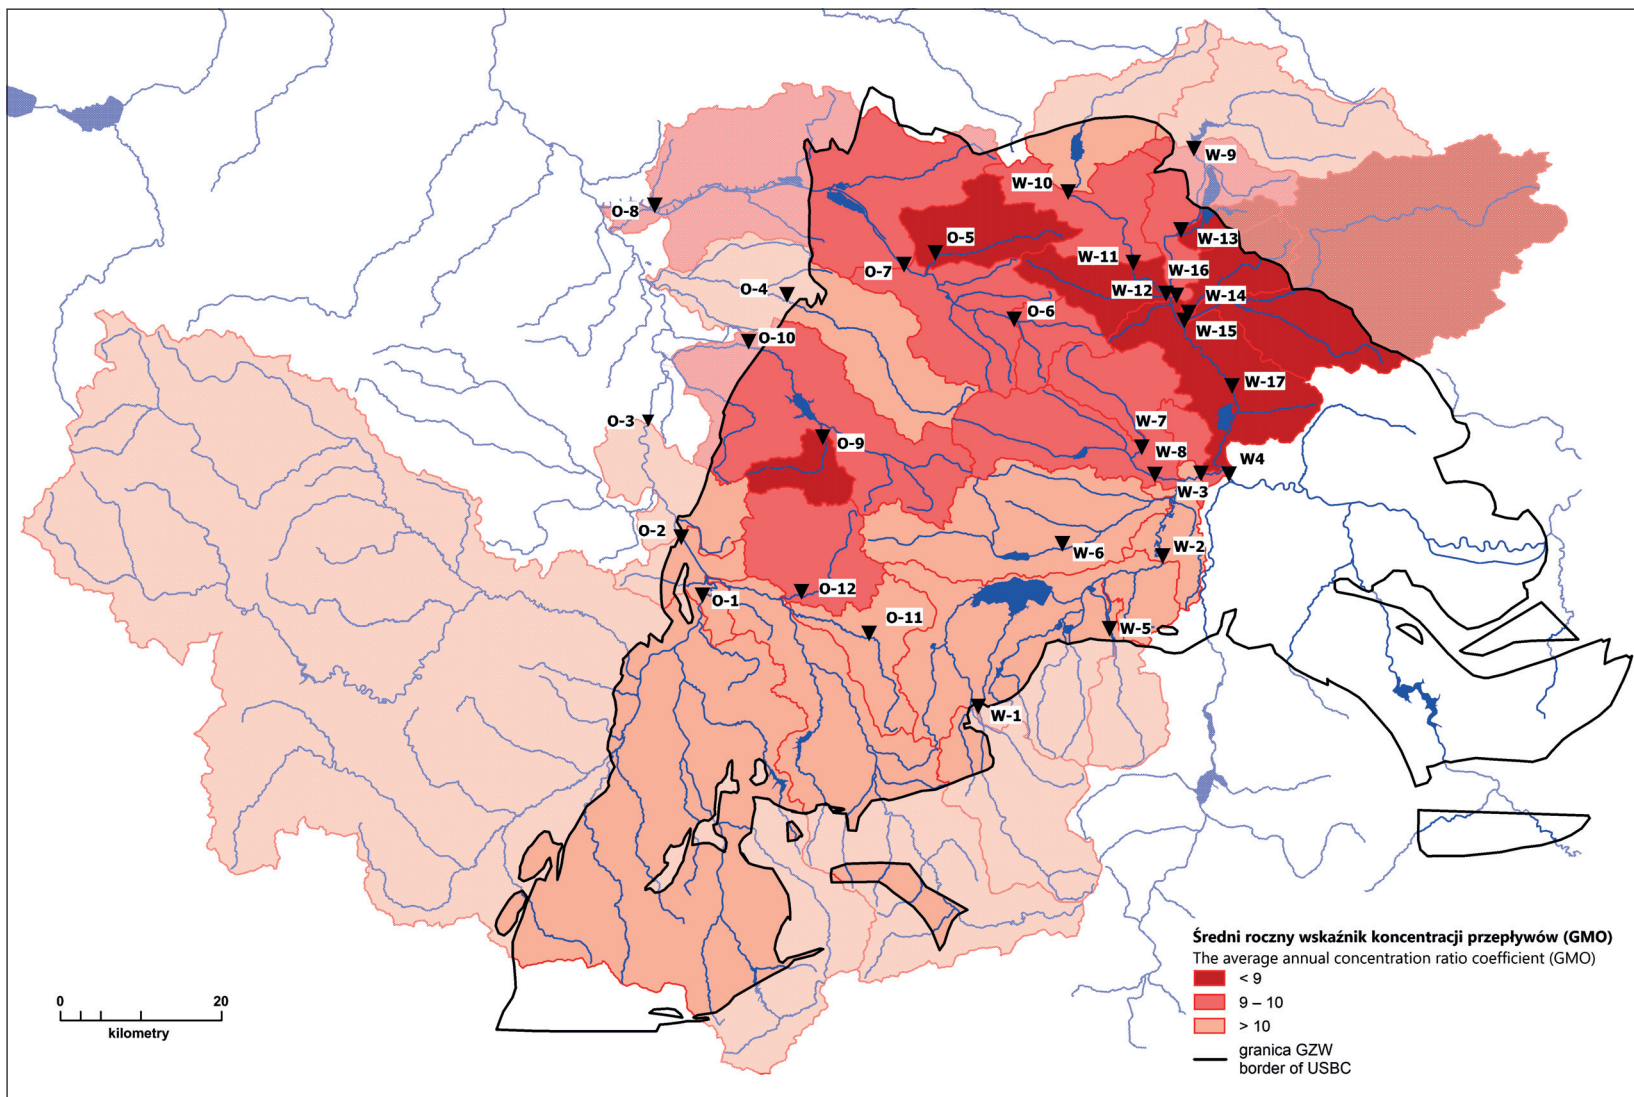 W-9
W-10
O-8
W-13
O-5
W-11
O-7
W-16
W-12
W-14
O-4
O-6
W-15
O-10
W-17
O-3
W-7
O-9
W-8
W4
W-3
O-2
W-6
W-2
O-1
O-12
O-11
W-5
W-1
Średni roczny wskaźnik koncentracji przepływów (GMO)
The average annual concentration ratio coefficient (GMO)
< 9
9 – 10
> 10
granica GZW
border of USBC
0 20
kilometry